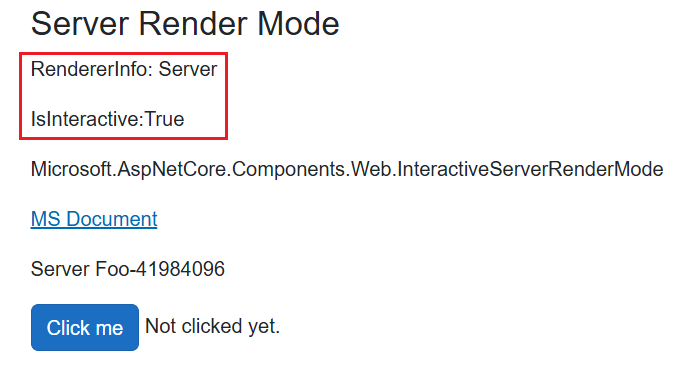 Server Render Mode
RendererInfo: Server
IsInteractive:True
Microsoft.AspNetCore.Components.Web.InteractiveServerRenderMode
MS Document
Server Foo-41984096
Click me Not clicked yet.